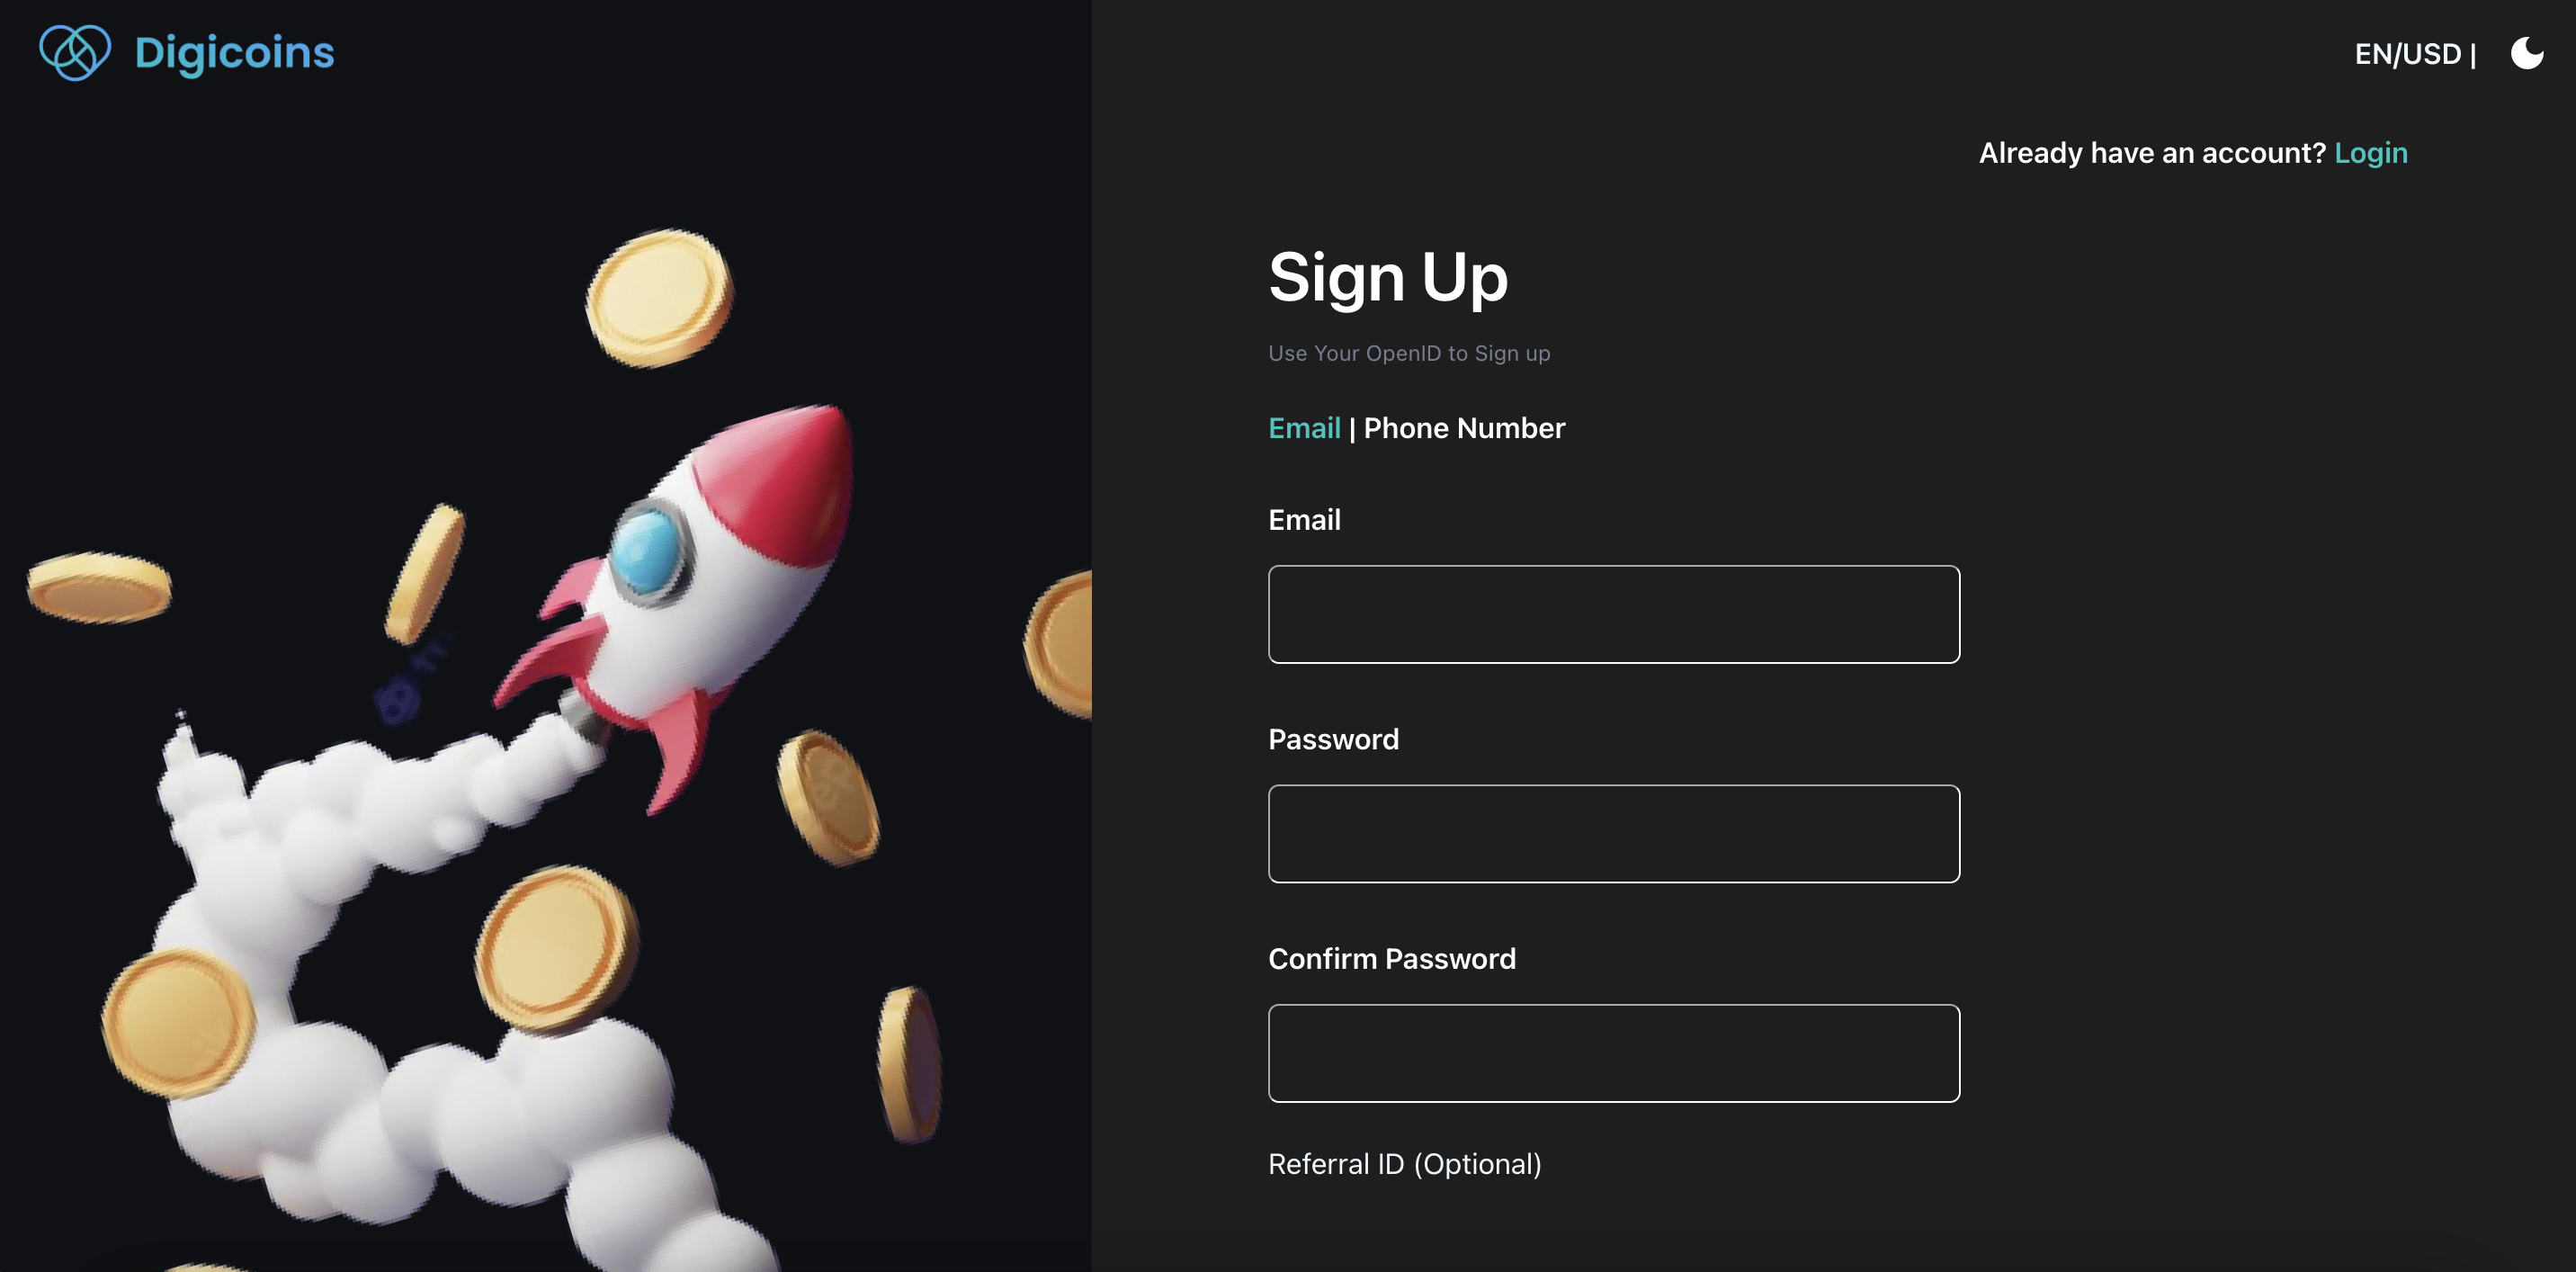 Digicoins
EN/USD |
Already have an account? Login
Sign Up
Use Your OpenID to Sign up
Email | Phone Number
Email
Password
Confirm Password
Referral ID (Optional)